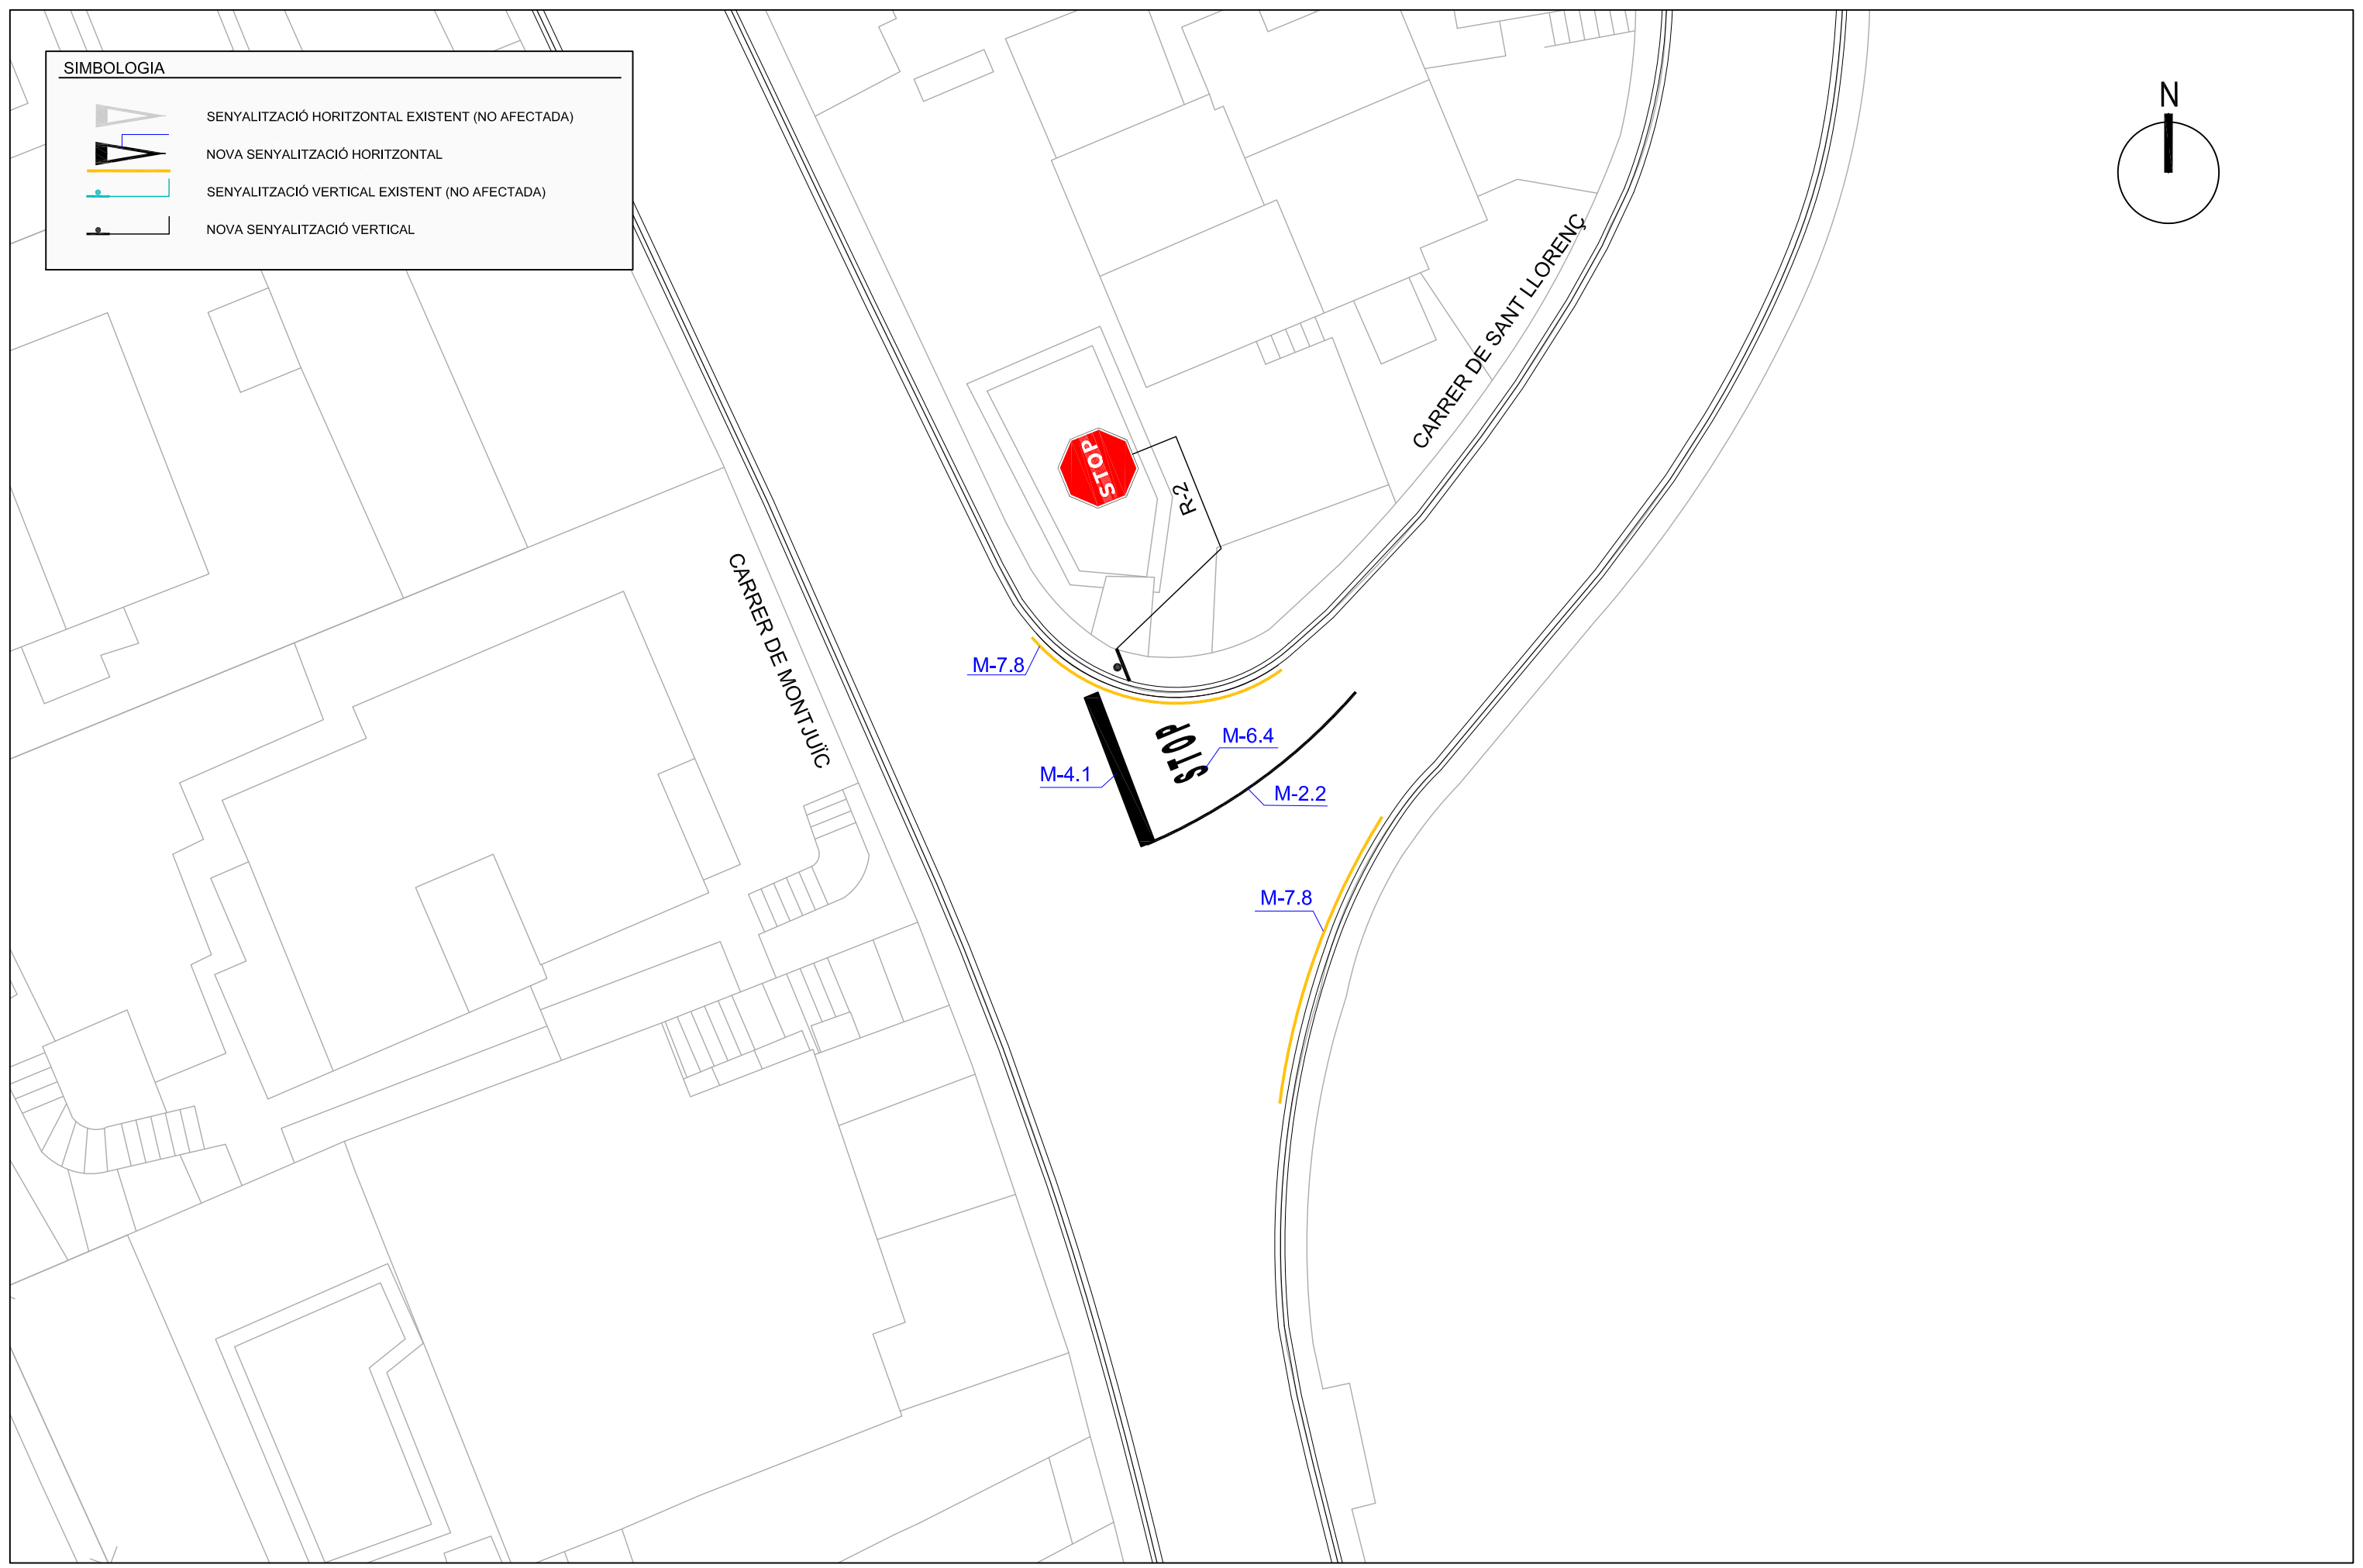 SIMBOLOGIA
SENYALITZACIÓ HORITZONTAL EXISTENT (NO AFECTADA)
NOVA SENYALITZACIÓ HORITZONTAL
SENYALITZACIÓ VERTICAL EXISTENT (NO AFECTADA)
NOVA SENYALITZACIÓ VERTICAL
N
CARRER DE SANT LLORENÇ
STOP
R-2
CARRER DE MONTJUÏC
M-7.8
STOP
M-6.4
M-4.1
M-2.2
M-7.8